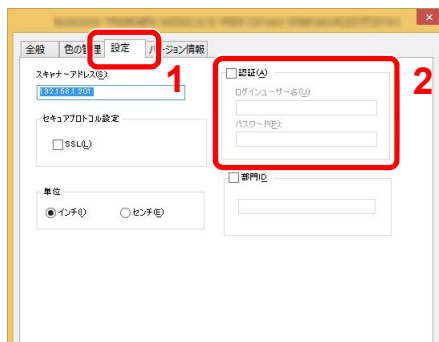 全般 色の管理 設定 バージョン情報
1
スキャナーアドレス(S):
192.168.1.201
セキュアプロトコル設定
SSL(L)
単位
インチ(I) センチ(E)
2
認証(A)
ログインユーザー名(U):
パスワード(P):
部門ID